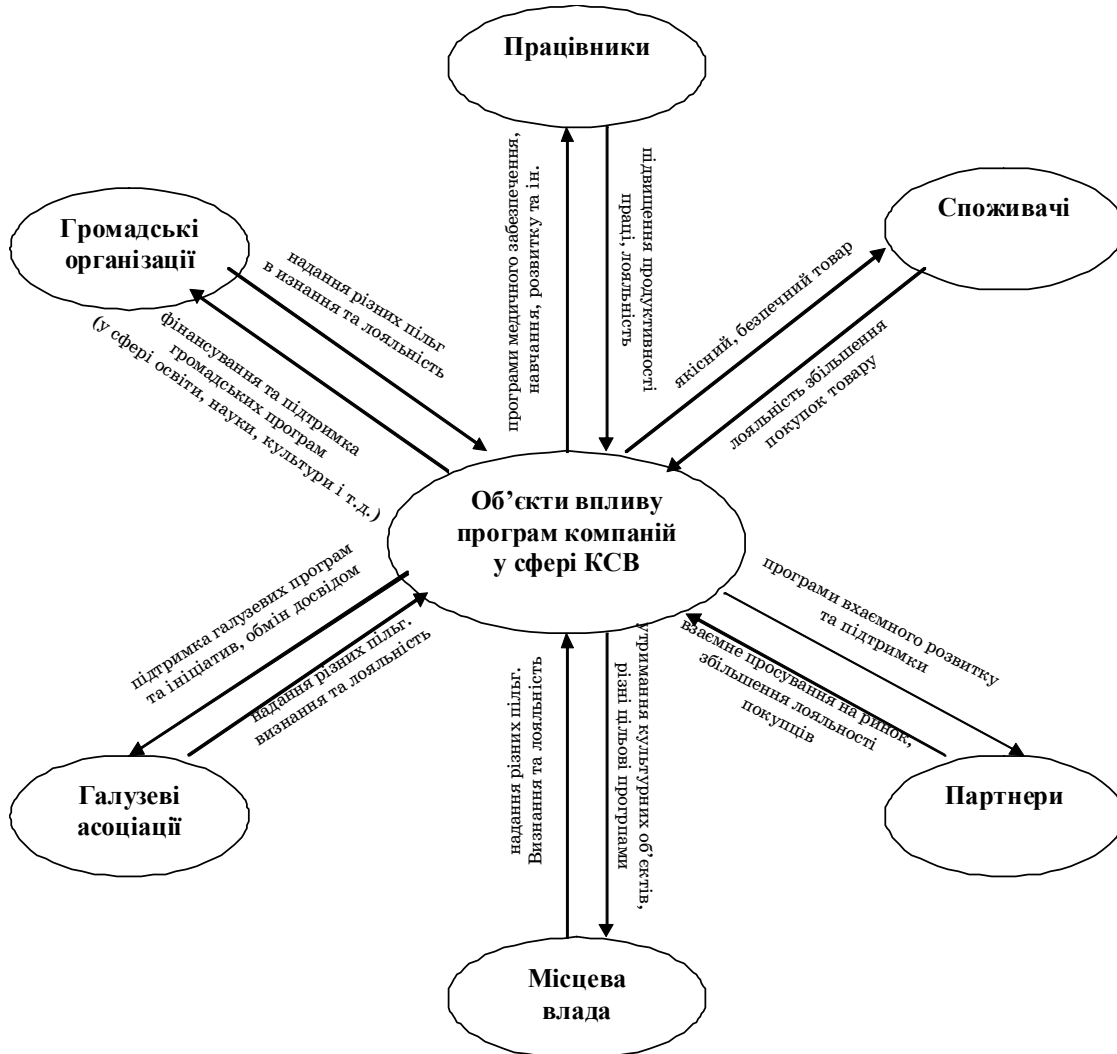 Працівники
програми медичного забезпечення,
навчання, розвитку та ін.
підвищення продуктивності
праці, лояльність
Споживачі
якісний, безпечний товар
лояльність збільшення
покупок товару
Громадські
організації
надання різних пільг
в изнання та лояльність
фінансування та підтримка
громадських програм
(у сфері освіти, науки, культури і т.д.)
Об’єкти впливу
програм компаній
у сфері КСВ
підтримка галузевих програм
та ініціатив, обмін досвідом
надання різних пільг.
визнання та лояльність
Галузеві
асоціації
надання різних пільг.
Визнання та лояльність
утримання культурних об’єктів,
різні цільові прогрпами
Місцева
влада
програми вхаємного розвитку
та підтримки
взаємне просування на ринок,
збільшення лояльності
покупців
Партнери